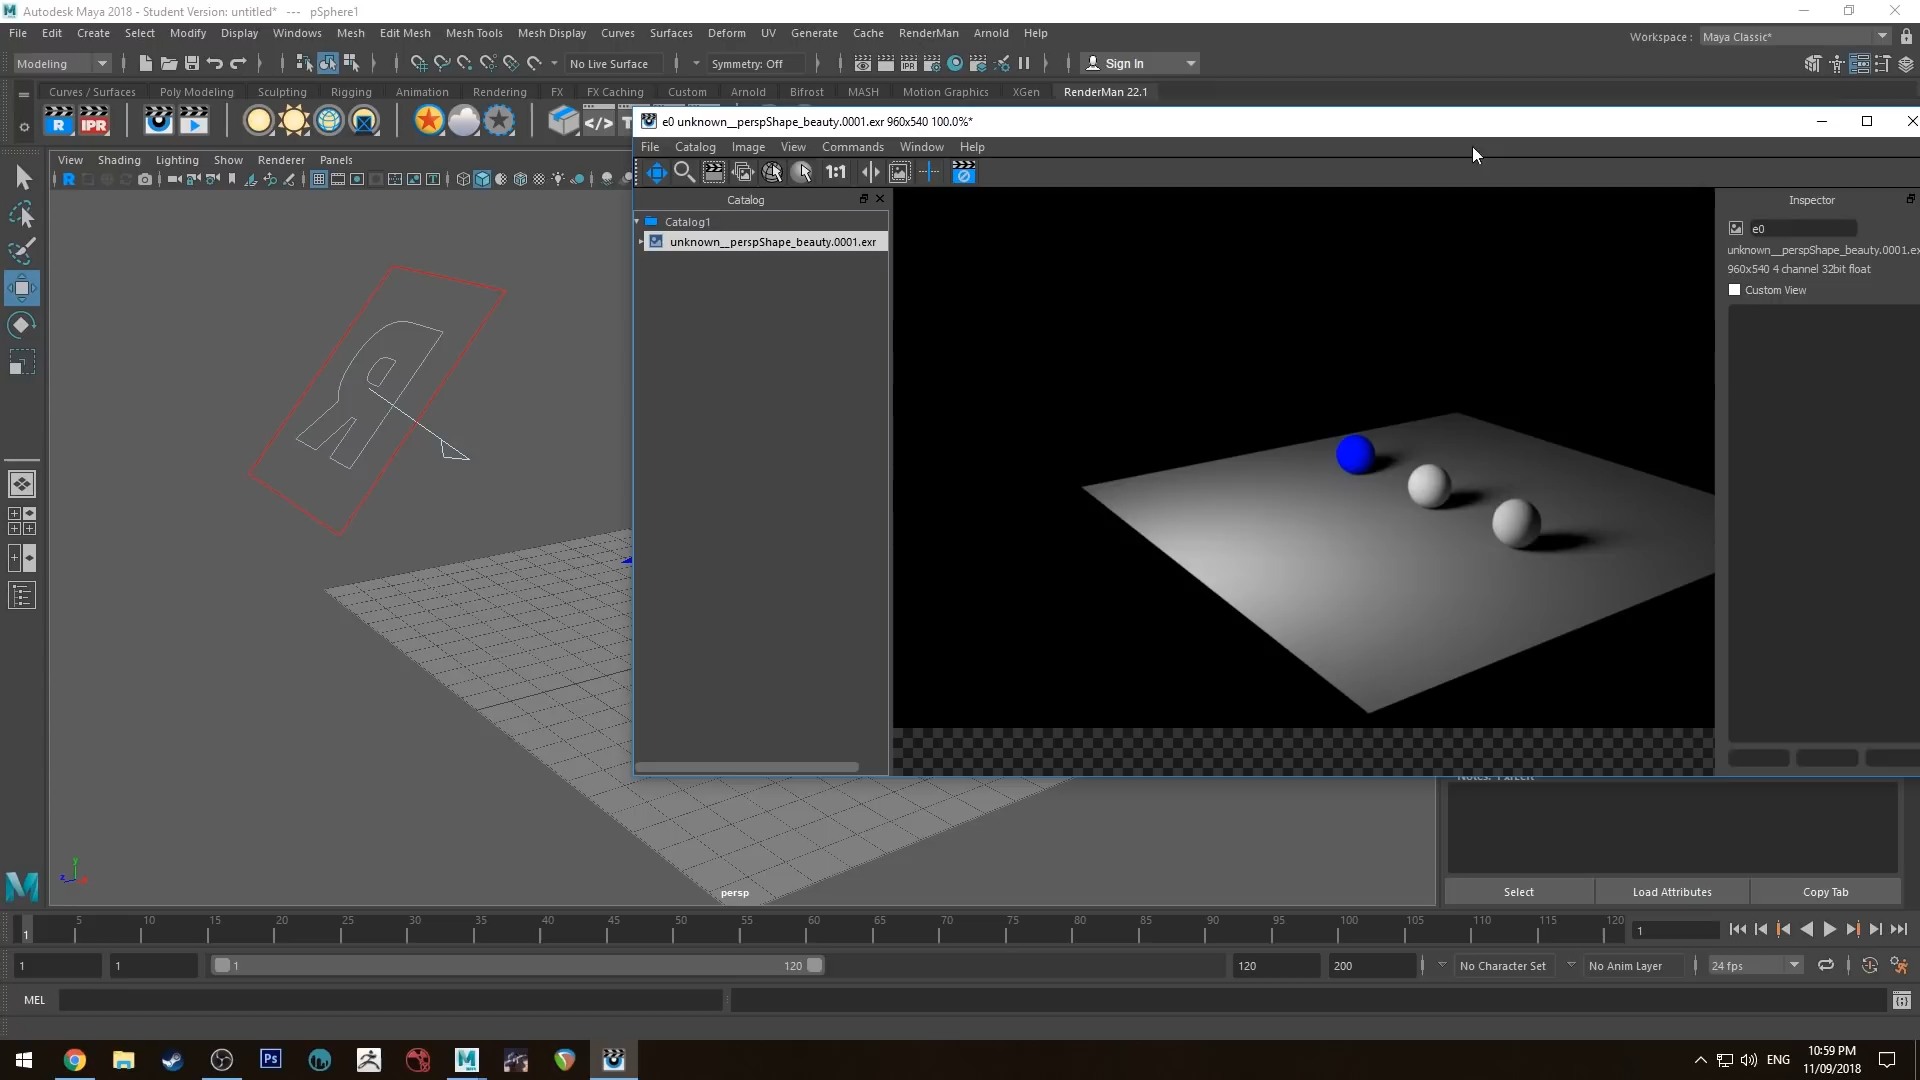 Autodesk Maya 2018 - Student Version: untitled* --- pSphere1
File Edit Create Select Modify Display Windows Mesh Edit Mesh Mesh Tools Mesh Display Curves Surfaces Deform UV Generate Cache RenderMan Arnold Help
Workspace : Maya Classic*
Modeling No Live Surface Symmetry: Off IPR Sign In
Curves / Surfaces Poly Modeling Sculpting Rigging Animation Rendering FX FX Caching Custom Arnold Bifrost MASH Motion Graphics XGen RenderMan 22.1
R IPR </>
e0 unknown__perspShape_beauty.0001.exr 960x540 100.0%*
File Catalog Image View Commands Window Help
1:1
View Shading Lighting Show Renderer Panels
R
Catalog
Catalog1
unknown__perspShape_beauty.0001.exr
Inspector
e0
unknown__perspShape_beauty.0001.ex
960x540 4 channel 32bit float
Custom View
R
y
z
persp
Select Load Attributes Copy Tab
1 5 10 15 20 25 30 35 40 45 50 55 60 65 70 75 80 85 90 95 100 105 110 115 120 1
1 1 1 120 120 200 No Character Set No Anim Layer 24 fps
MEL
Ps M ENG
10:59 PM
11/09/2018